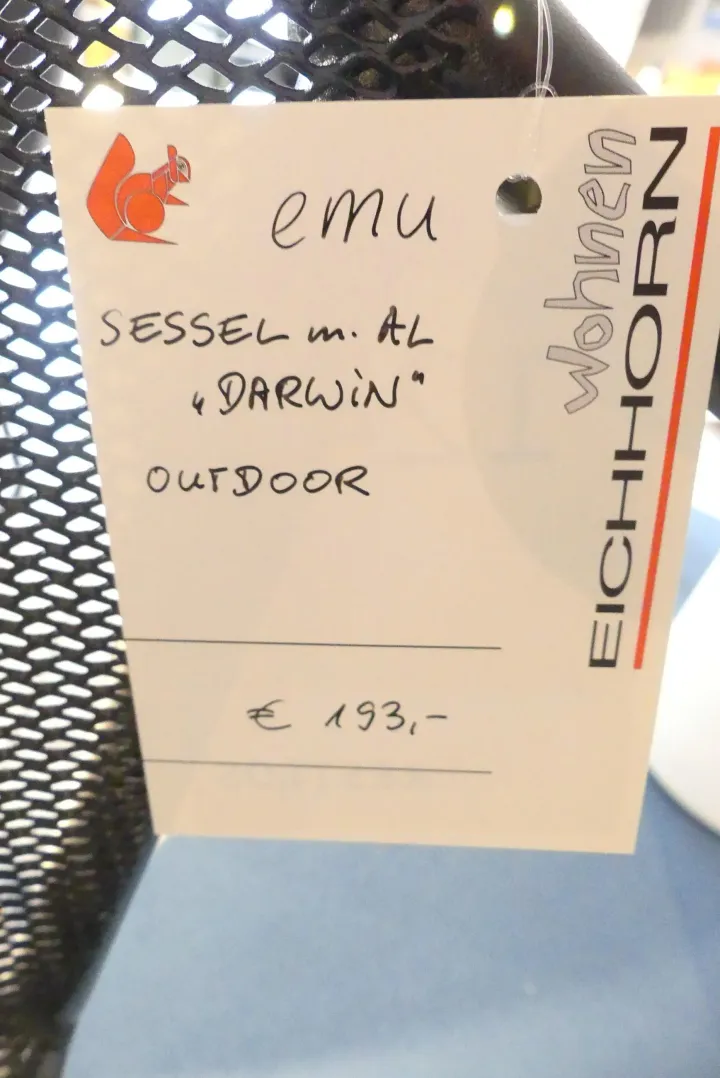 emu
SESSEL m. AL
„DARWiN"
OUTDOOR
€ 193,-
wohnen
EICHHORN